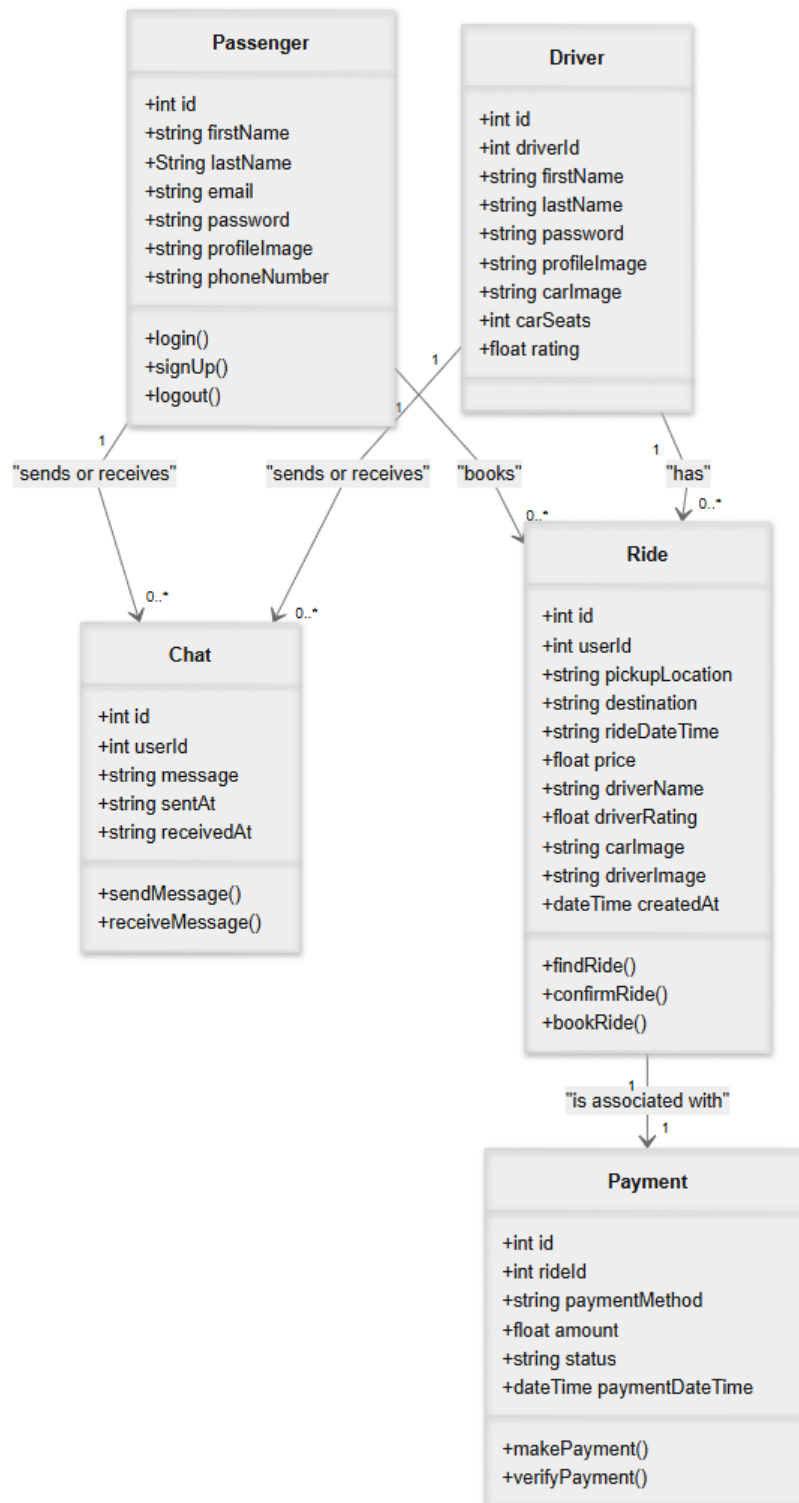 Passenger
+int id
+string firstName
+String lastName
+string email
+string password
+string profileImage
+string phoneNumber
+login()
+signUp()
+logout()
Driver
+int id
+int driverId
+string firstName
+string lastName
+string password
+string profileImage
+string carImage
+int carSeats
+float rating
1
1
1
1
"sends or receives"
"sends or receives"
"books"
"has"
0..*
0..*
0..*
0..*
Chat
+int id
+int userId
+string message
+string sentAt
+string receivedAt
+sendMessage()
+receiveMessage()
Ride
+int id
+int userId
+string pickupLocation
+string destination
+string rideDateTime
+float price
+string driverName
+float driverRating
+string carImage
+string driverImage
+dateTime createdAt
+findRide()
+confirmRide()
+bookRide()
1
"is associated with"
1
Payment
+int id
+int rideId
+string paymentMethod
+float amount
+string status
+dateTime paymentDateTime
+makePayment()
+verifyPayment()